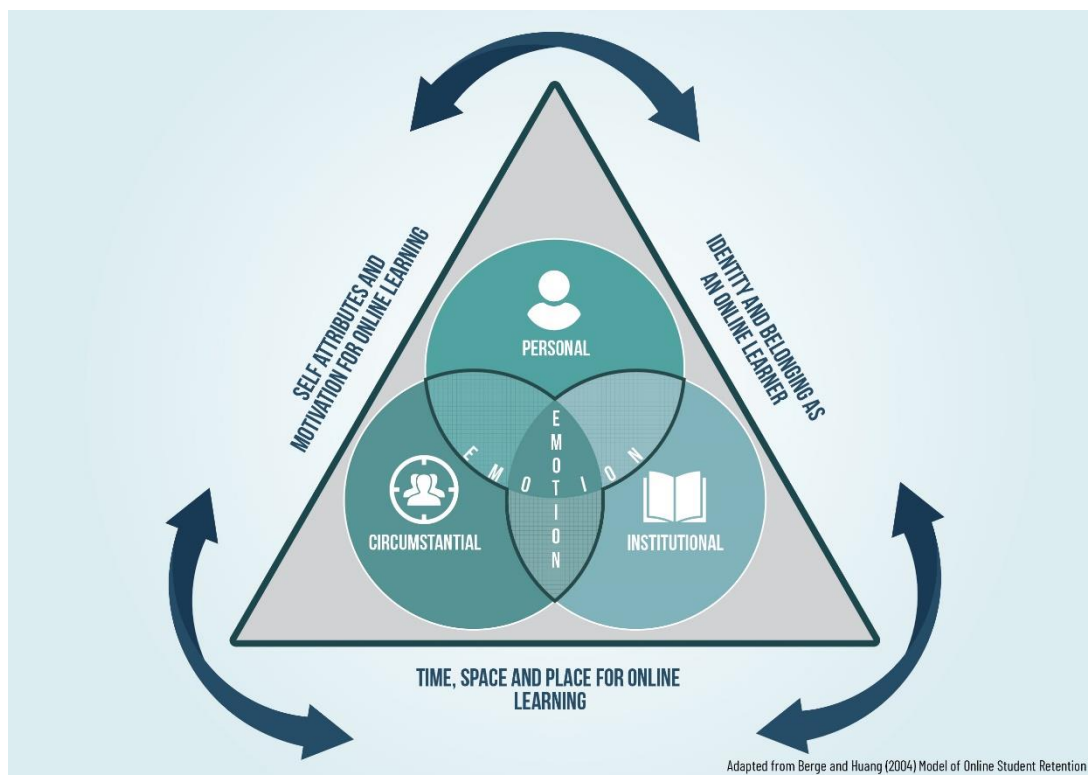 SELF ATTRIBUTES AND
MOTIVATION FOR ONLINE LEARNING
IDENTITY AND BELONGING AS
AN ONLINE LEARNER
PERSONAL
EMOTION
EMOTION
CIRCUMSTANTIAL
INSTITUTIONAL
TIME, SPACE AND PLACE FOR ONLINE
LEARNING
Adapted from Berge and Huang (2004) Model of Online Student Retention